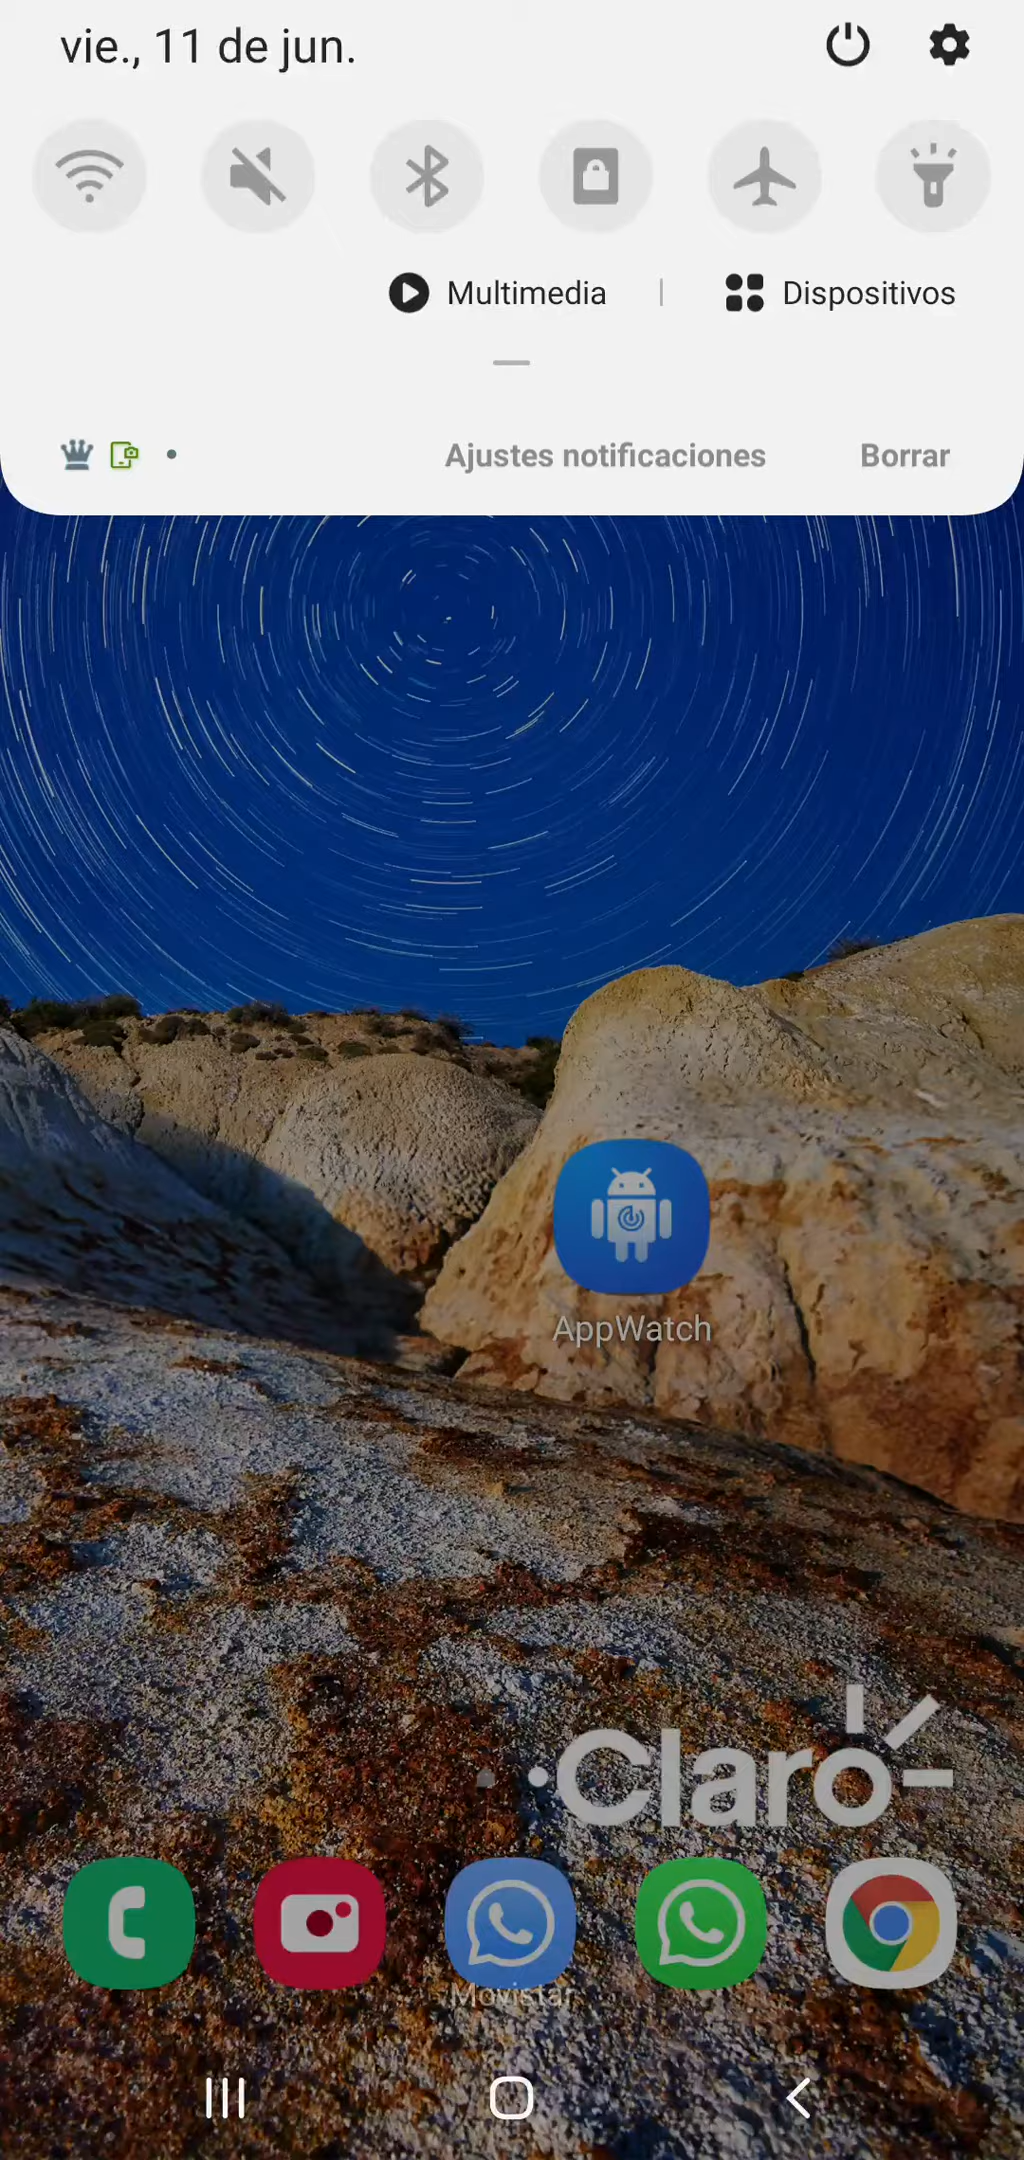 vie., 11 de jun.
Multimedia | Dispositivos
Ajustes notificaciones Borrar
AppWatch
Claro
Movistar